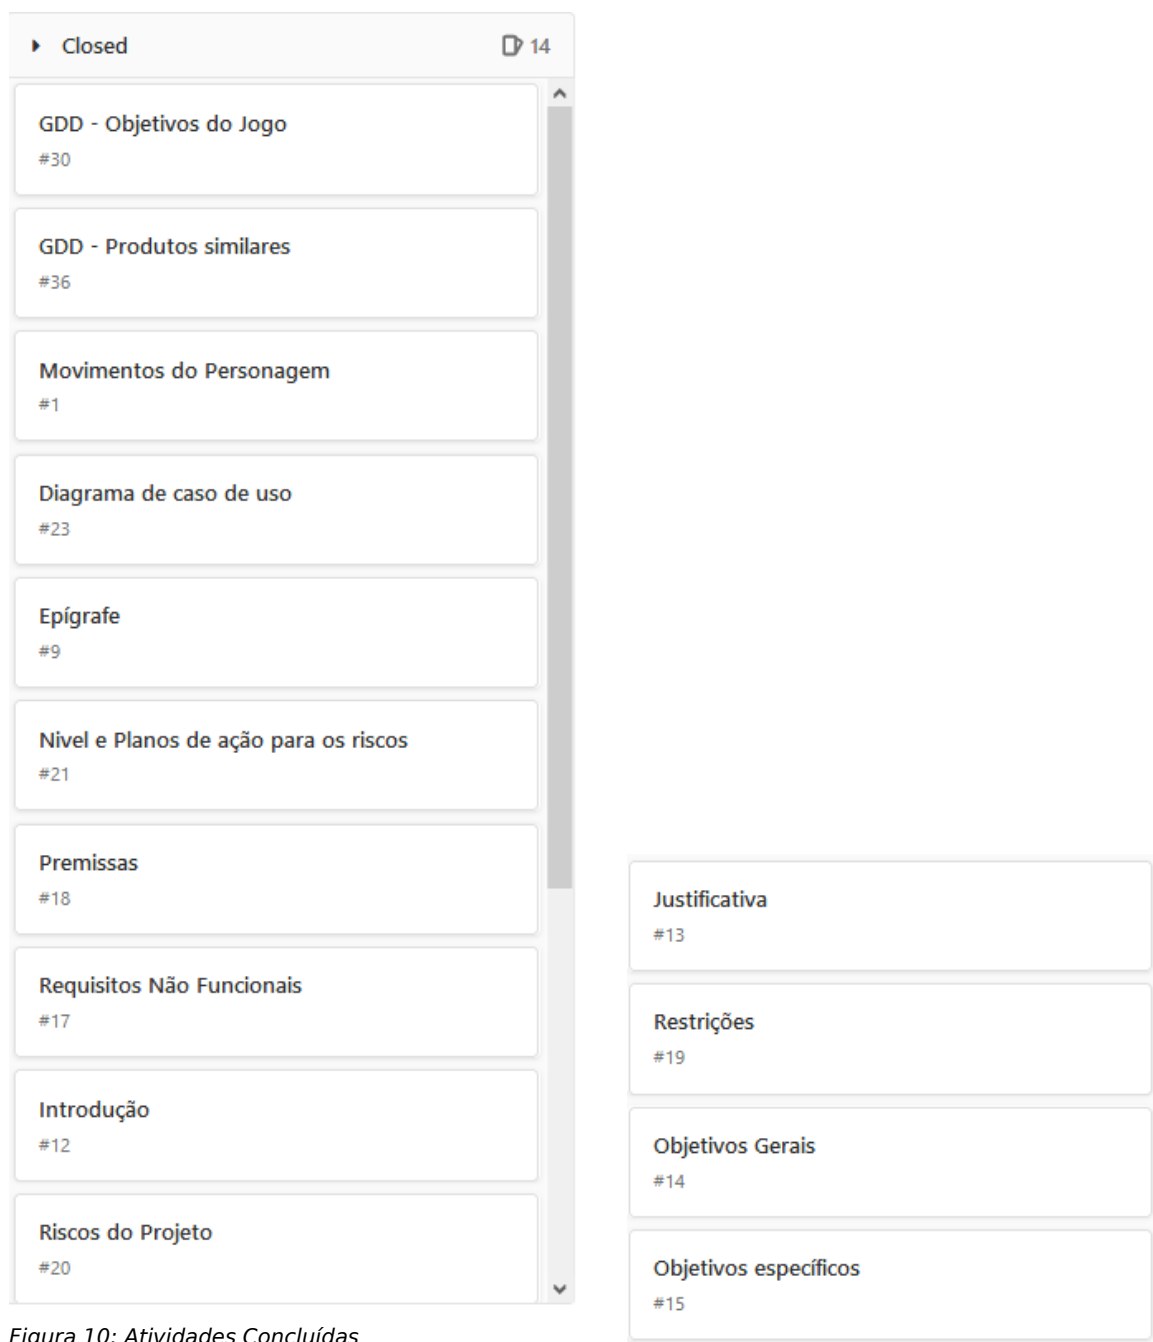 Closed 14
GDD - Objetivos do Jogo
#30
GDD - Produtos similares
#36
Movimentos do Personagem
#1
Diagrama de caso de uso
#23
Epígrafe
#9
Nivel e Planos de ação para os riscos
#21
Premissas
#18
Requisitos Não Funcionais
#17
Introdução
#12
Riscos do Projeto
#20
Justificativa
#13
Restrições
#19
Objetivos Gerais
#14
Objetivos específicos
#15
Figura 10: Atividades Concluídas